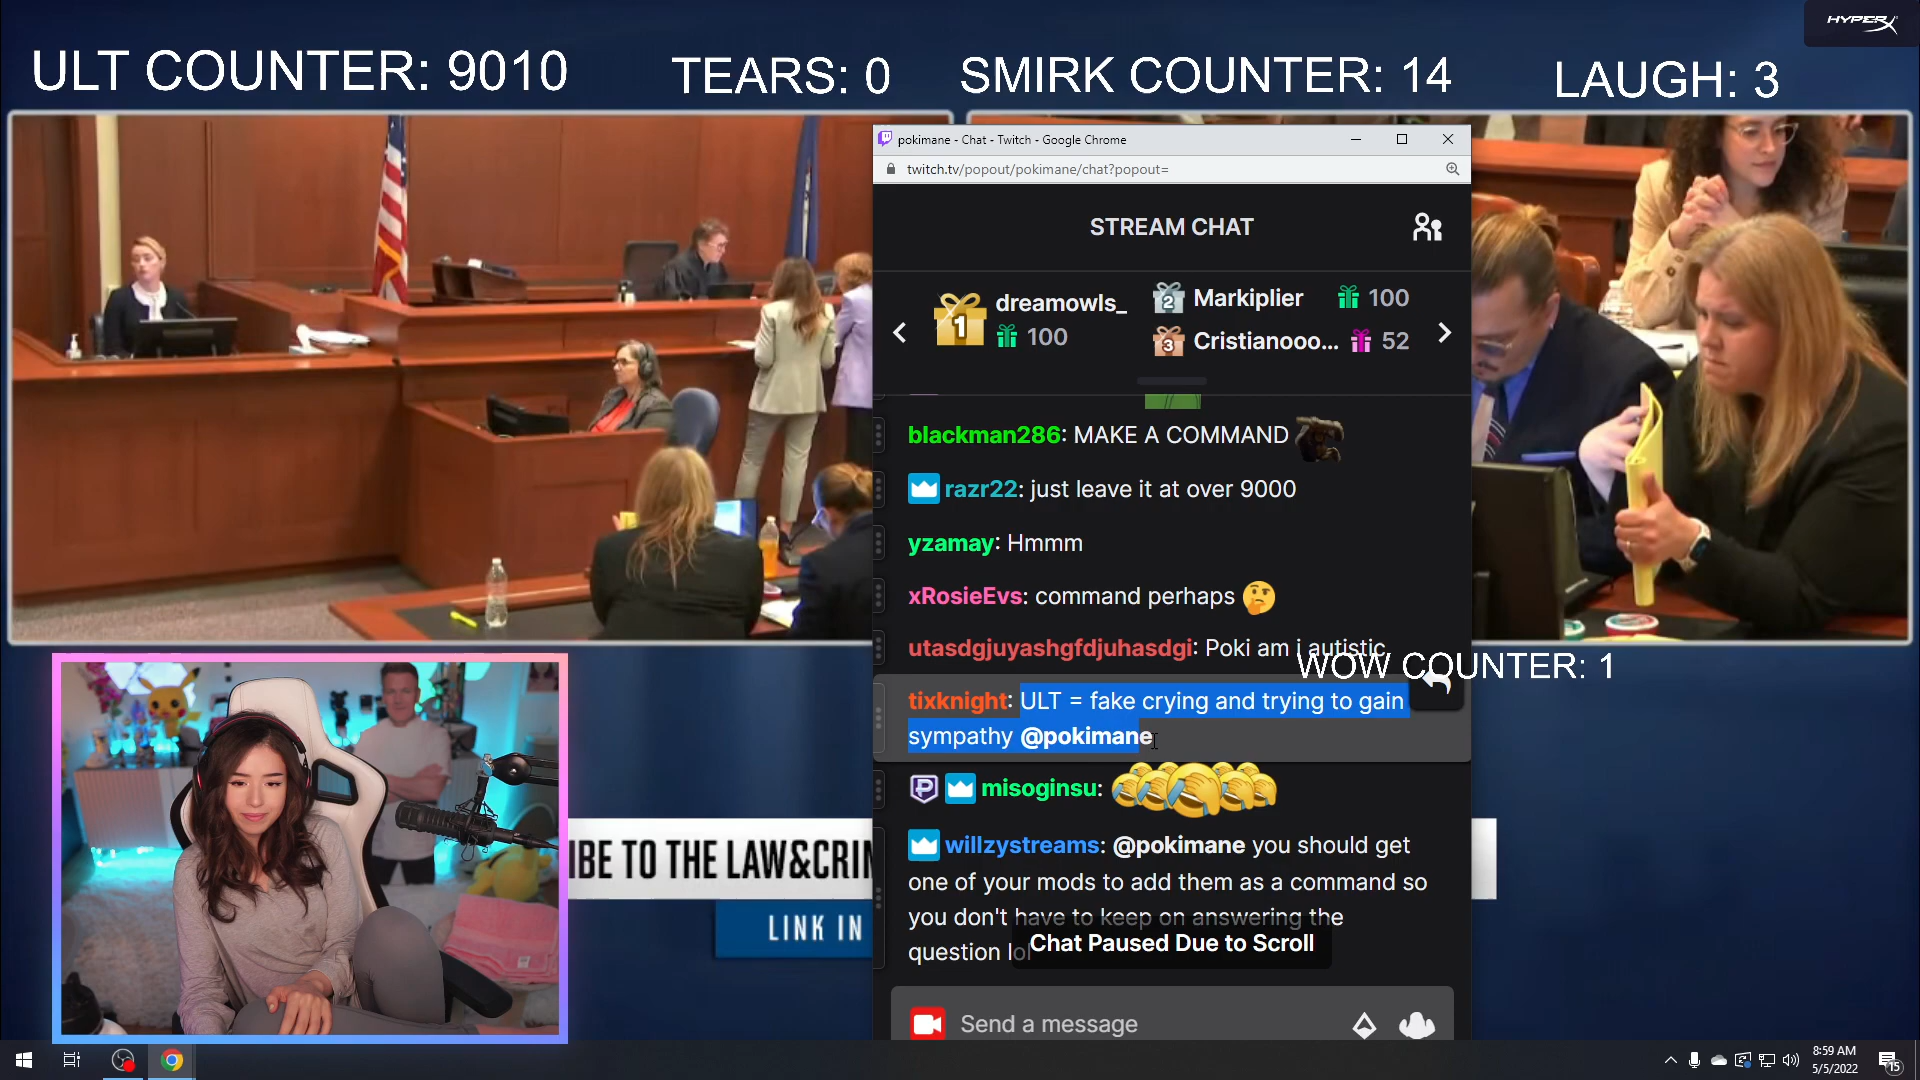 HYPERX
ULT COUNTER: 9010
TEARS: 0
SMIRK COUNTER: 14
LAUGH: 3
pokimane - Chat - Twitch - Google Chrome
twitch.tv/popout/pokimane/chat?popout=
STREAM CHAT
1
dreamowls_
100
2
Markiplier
100
3
Cristianooo...
52
blackman286: MAKE A COMMAND
razr22: just leave it at over 9000
yzamay: Hmmm
xRosieEvs: command perhaps
utasdgjuyashgfdjuhasdgi: Poki am i autistic
WOW COUNTER: 1
tixknight: ULT = fake crying and trying to gain
sympathy @pokimane
misoginsu:
willzystreams: @pokimane you should get
one of your mods to add them as a command so
you don't have to keep on answering the
question lol
Chat Paused Due to Scroll
Send a message
IBE TO THE LAW&CRIM
LINK IN
8:59 AM
5/5/2022
15